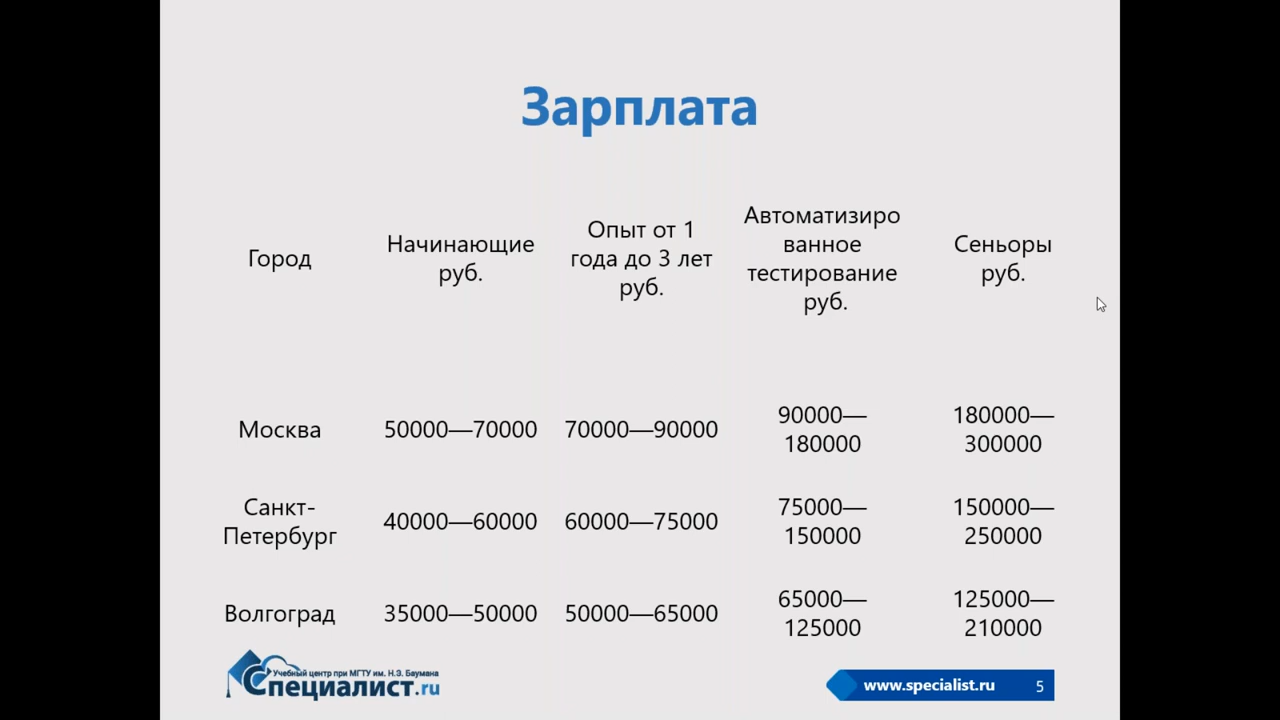 Зарплата
Город
Начинающие
руб.
Опыт от 1
года до 3 лет
руб.
Автоматизиро
ванное
тестирование
руб.
Сеньоры
руб.
Москва
50000—70000
70000—90000
90000—
180000
180000—
300000
Санкт-
Петербург
40000—60000
60000—75000
75000—
150000
150000—
250000
Волгоград
35000—50000
50000—65000
65000—
125000
125000—
210000
Учебный центр при МГТУ им. Н.Э. Баумана
Специалист.ru
www.specialist.ru
5